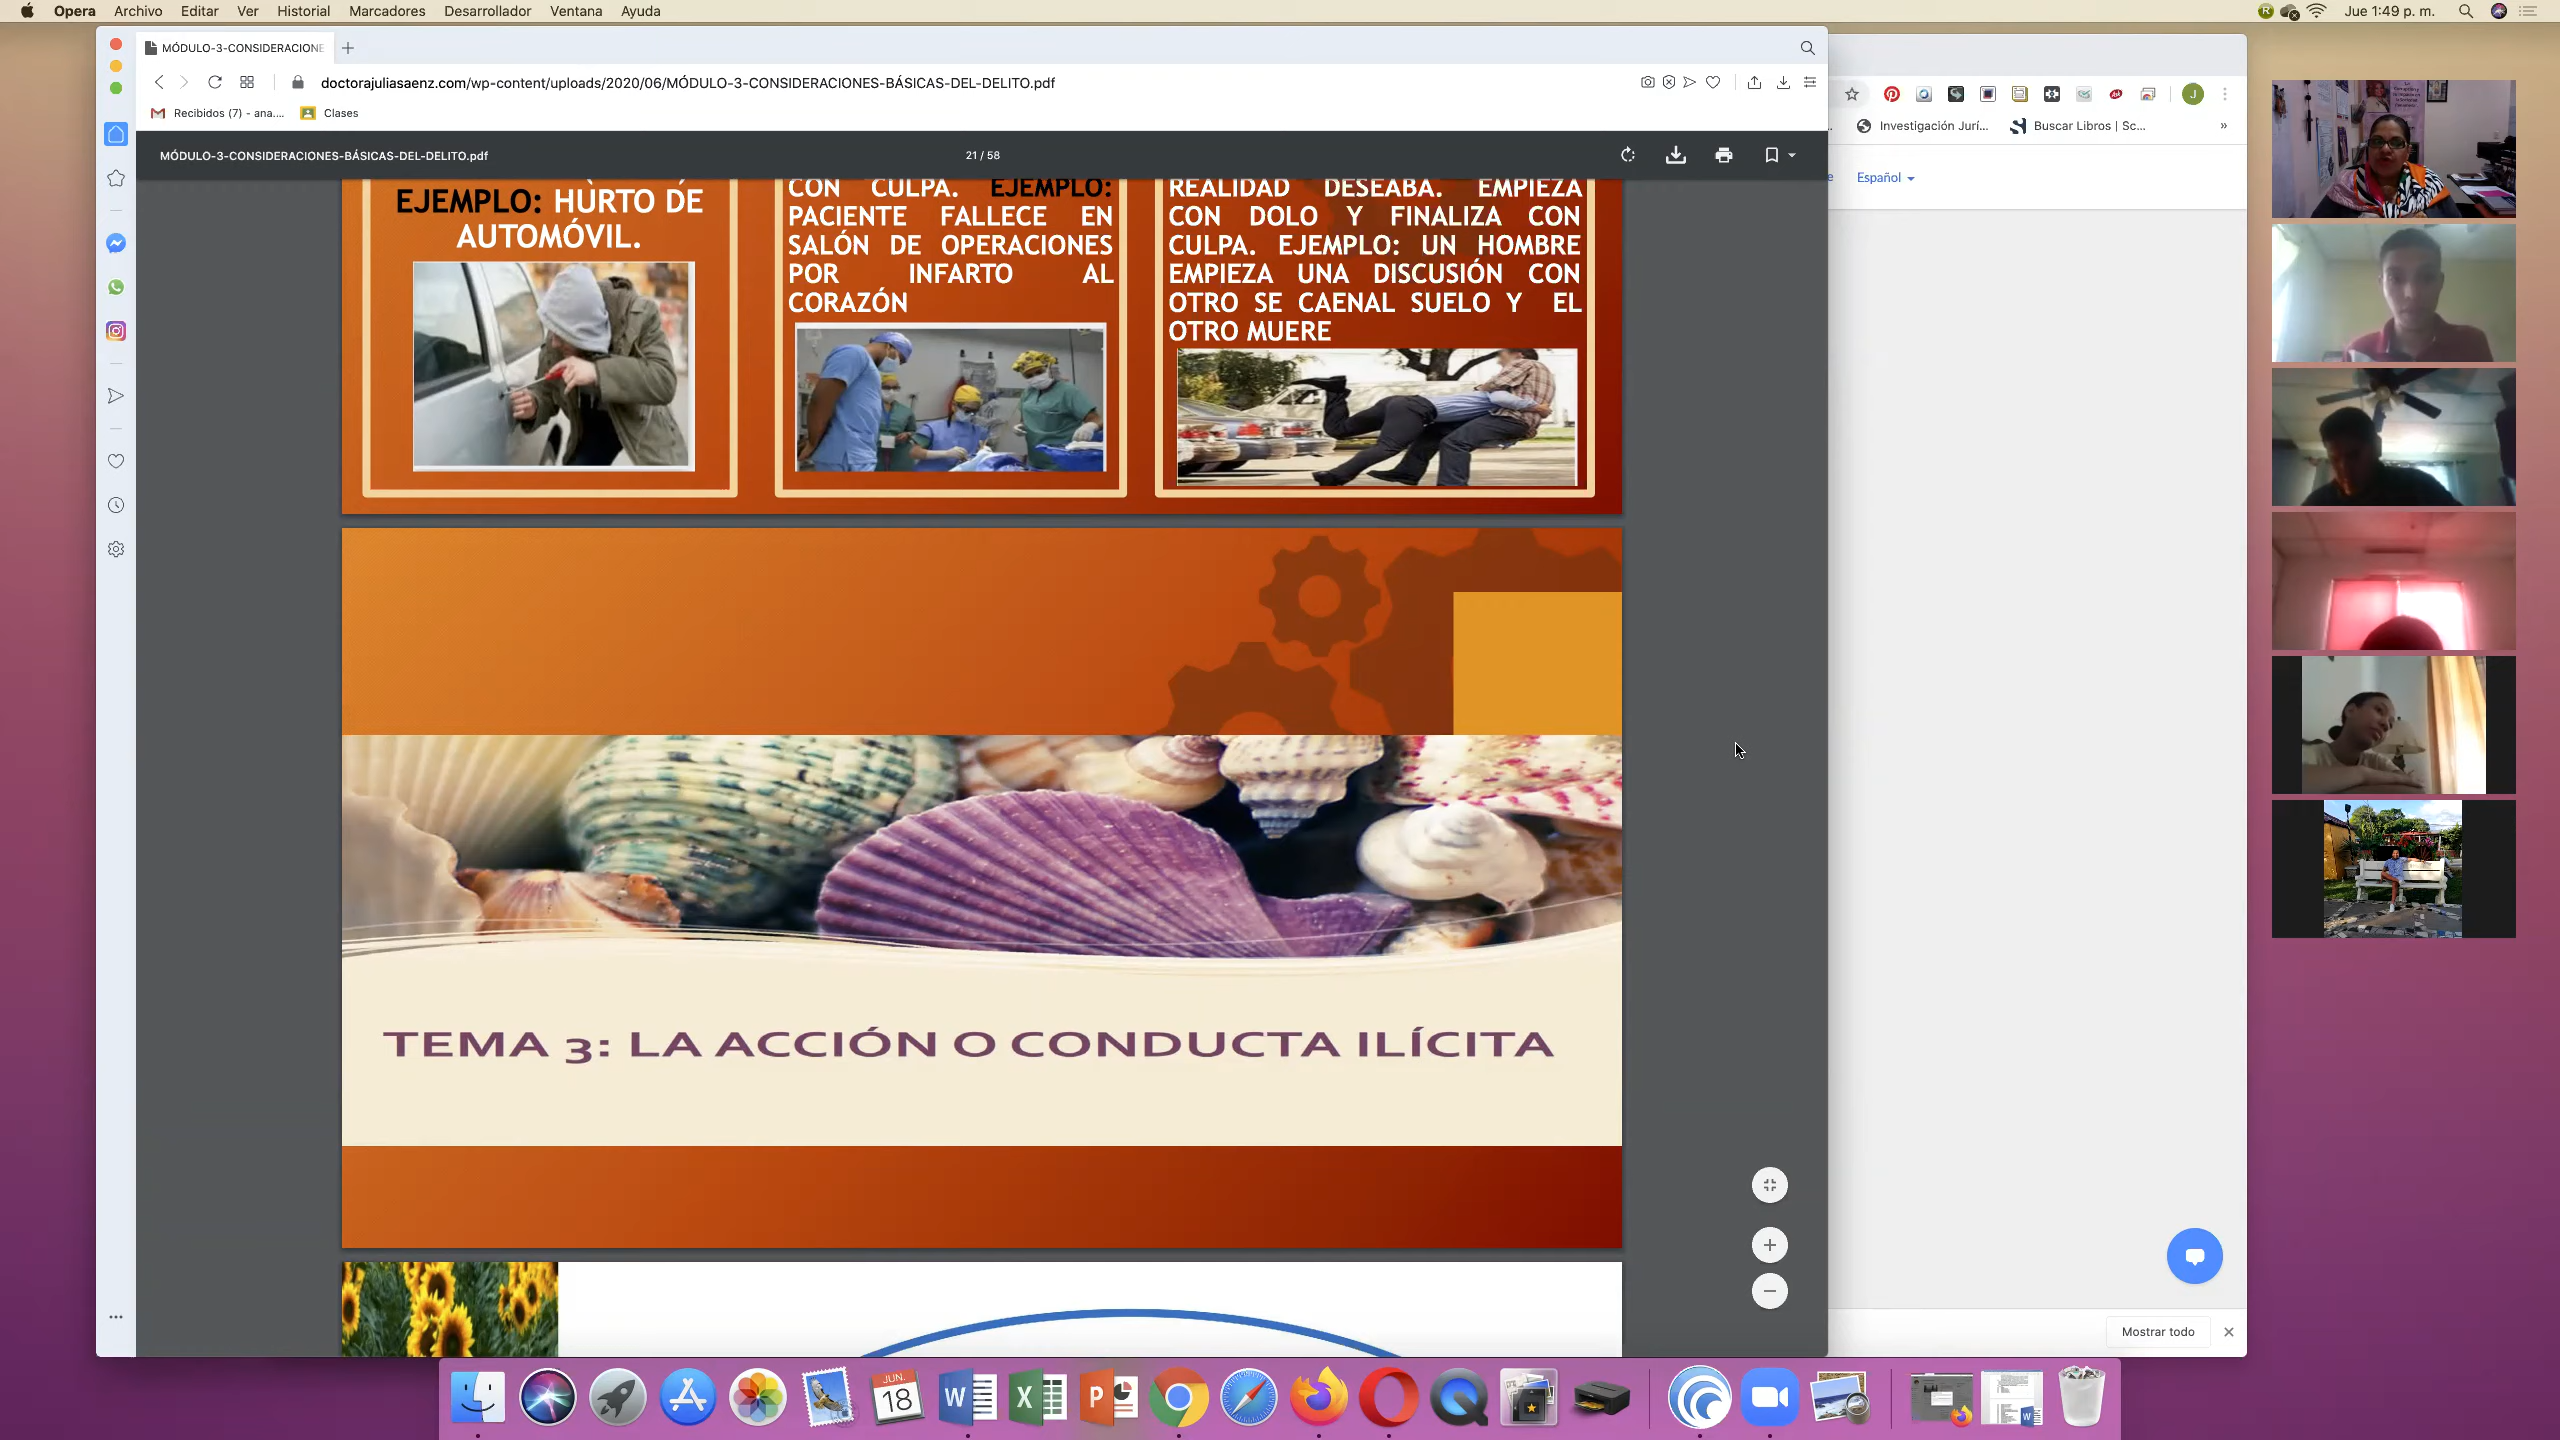 Opera Archivo Editar Ver Historial Marcadores Desarrollador Ventana Ayuda
Jue 1:49 p. m.
MÓDULO-3-CONSIDERACIONE
doctorajuliasaenz.com/wp-content/uploads/2020/06/MÓDULO-3-CONSIDERACIONES-BÁSICAS-DEL-DELITO.pdf
Recibidos (7) - ana.... Clases
J
Investigación Jurí... Buscar Libros | Sc...
»
MÓDULO-3-CONSIDERACIONES-BÁSICAS-DEL-DELITO.pdf
21 / 58
Español
EJEMPLO: HURTO DE
AUTOMÓVIL.
CON CULPA. EJEMPLO:
PACIENTE FALLECE EN
SALÓN DE OPERACIONES
POR INFARTO AL
CORAZÓN
REALIDAD DESEABA. EMPIEZA
CON DOLO Y FINALIZA CON
CULPA. EJEMPLO: UN HOMBRE
EMPIEZA UNA DISCUSIÓN CON
OTRO SE CAENAL SUELO Y EL
OTRO MUERE
TEMA 3: LA ACCIÓN O CONDUCTA ILÍCITA
Mostrar todo
JUN.
18